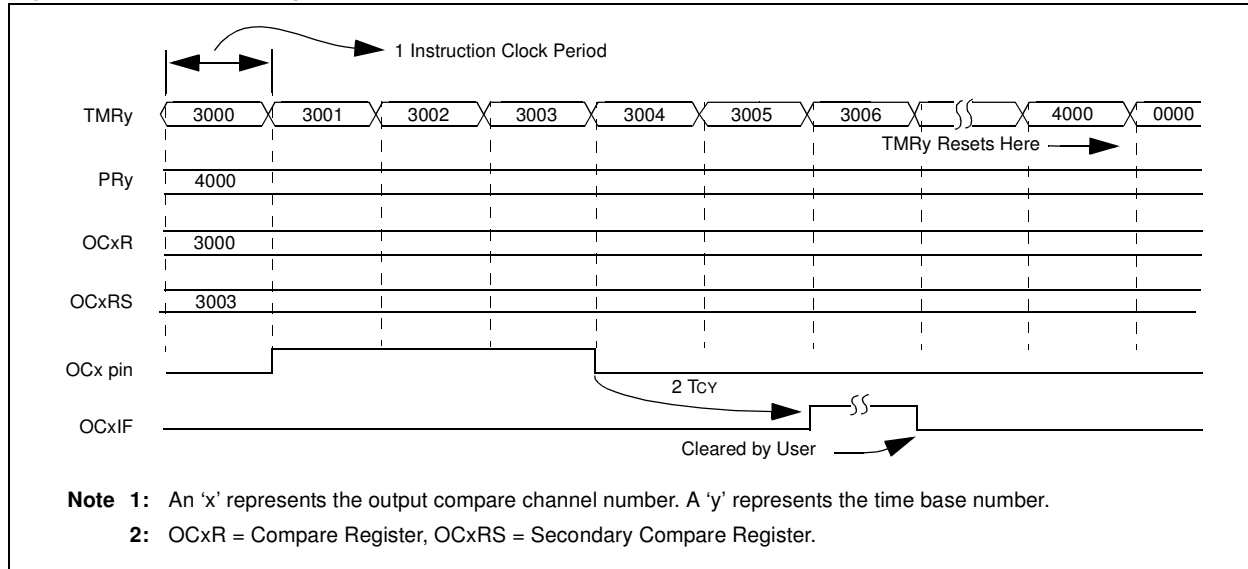 1 Instruction Clock Period
TMRy 3000 3001 3002 3003 3004 3005 3006 4000 0000
TMRy Resets Here
PRy 4000
OCxR 3000
OCxRS 3003
OCx pin
2 TCY
OCxIF
Cleared by User
Note 1: An ‘x’ represents the output compare channel number. A ‘y’ represents the time base number.
2: OCxR = Compare Register, OCxRS = Secondary Compare Register.